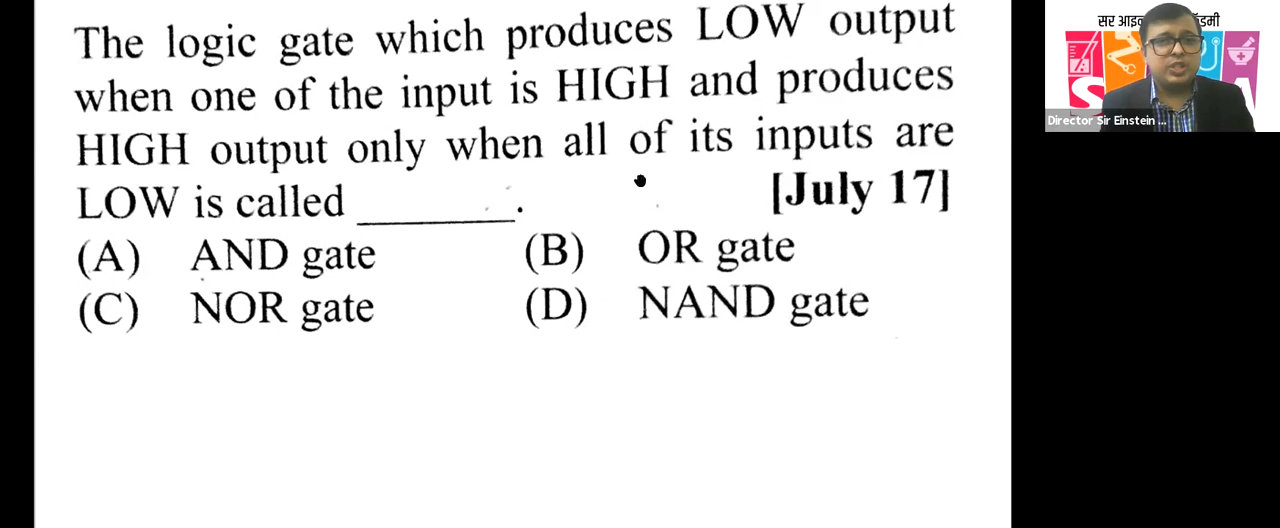 The logic gate which produces LOW output
when one of the input is HIGH and produces
HIGH output only when all of its inputs are
LOW is called ________. [July 17]
(A) AND gate (B) OR gate
(C) NOR gate (D) NAND gate
सर
Director Sir Einstein ...